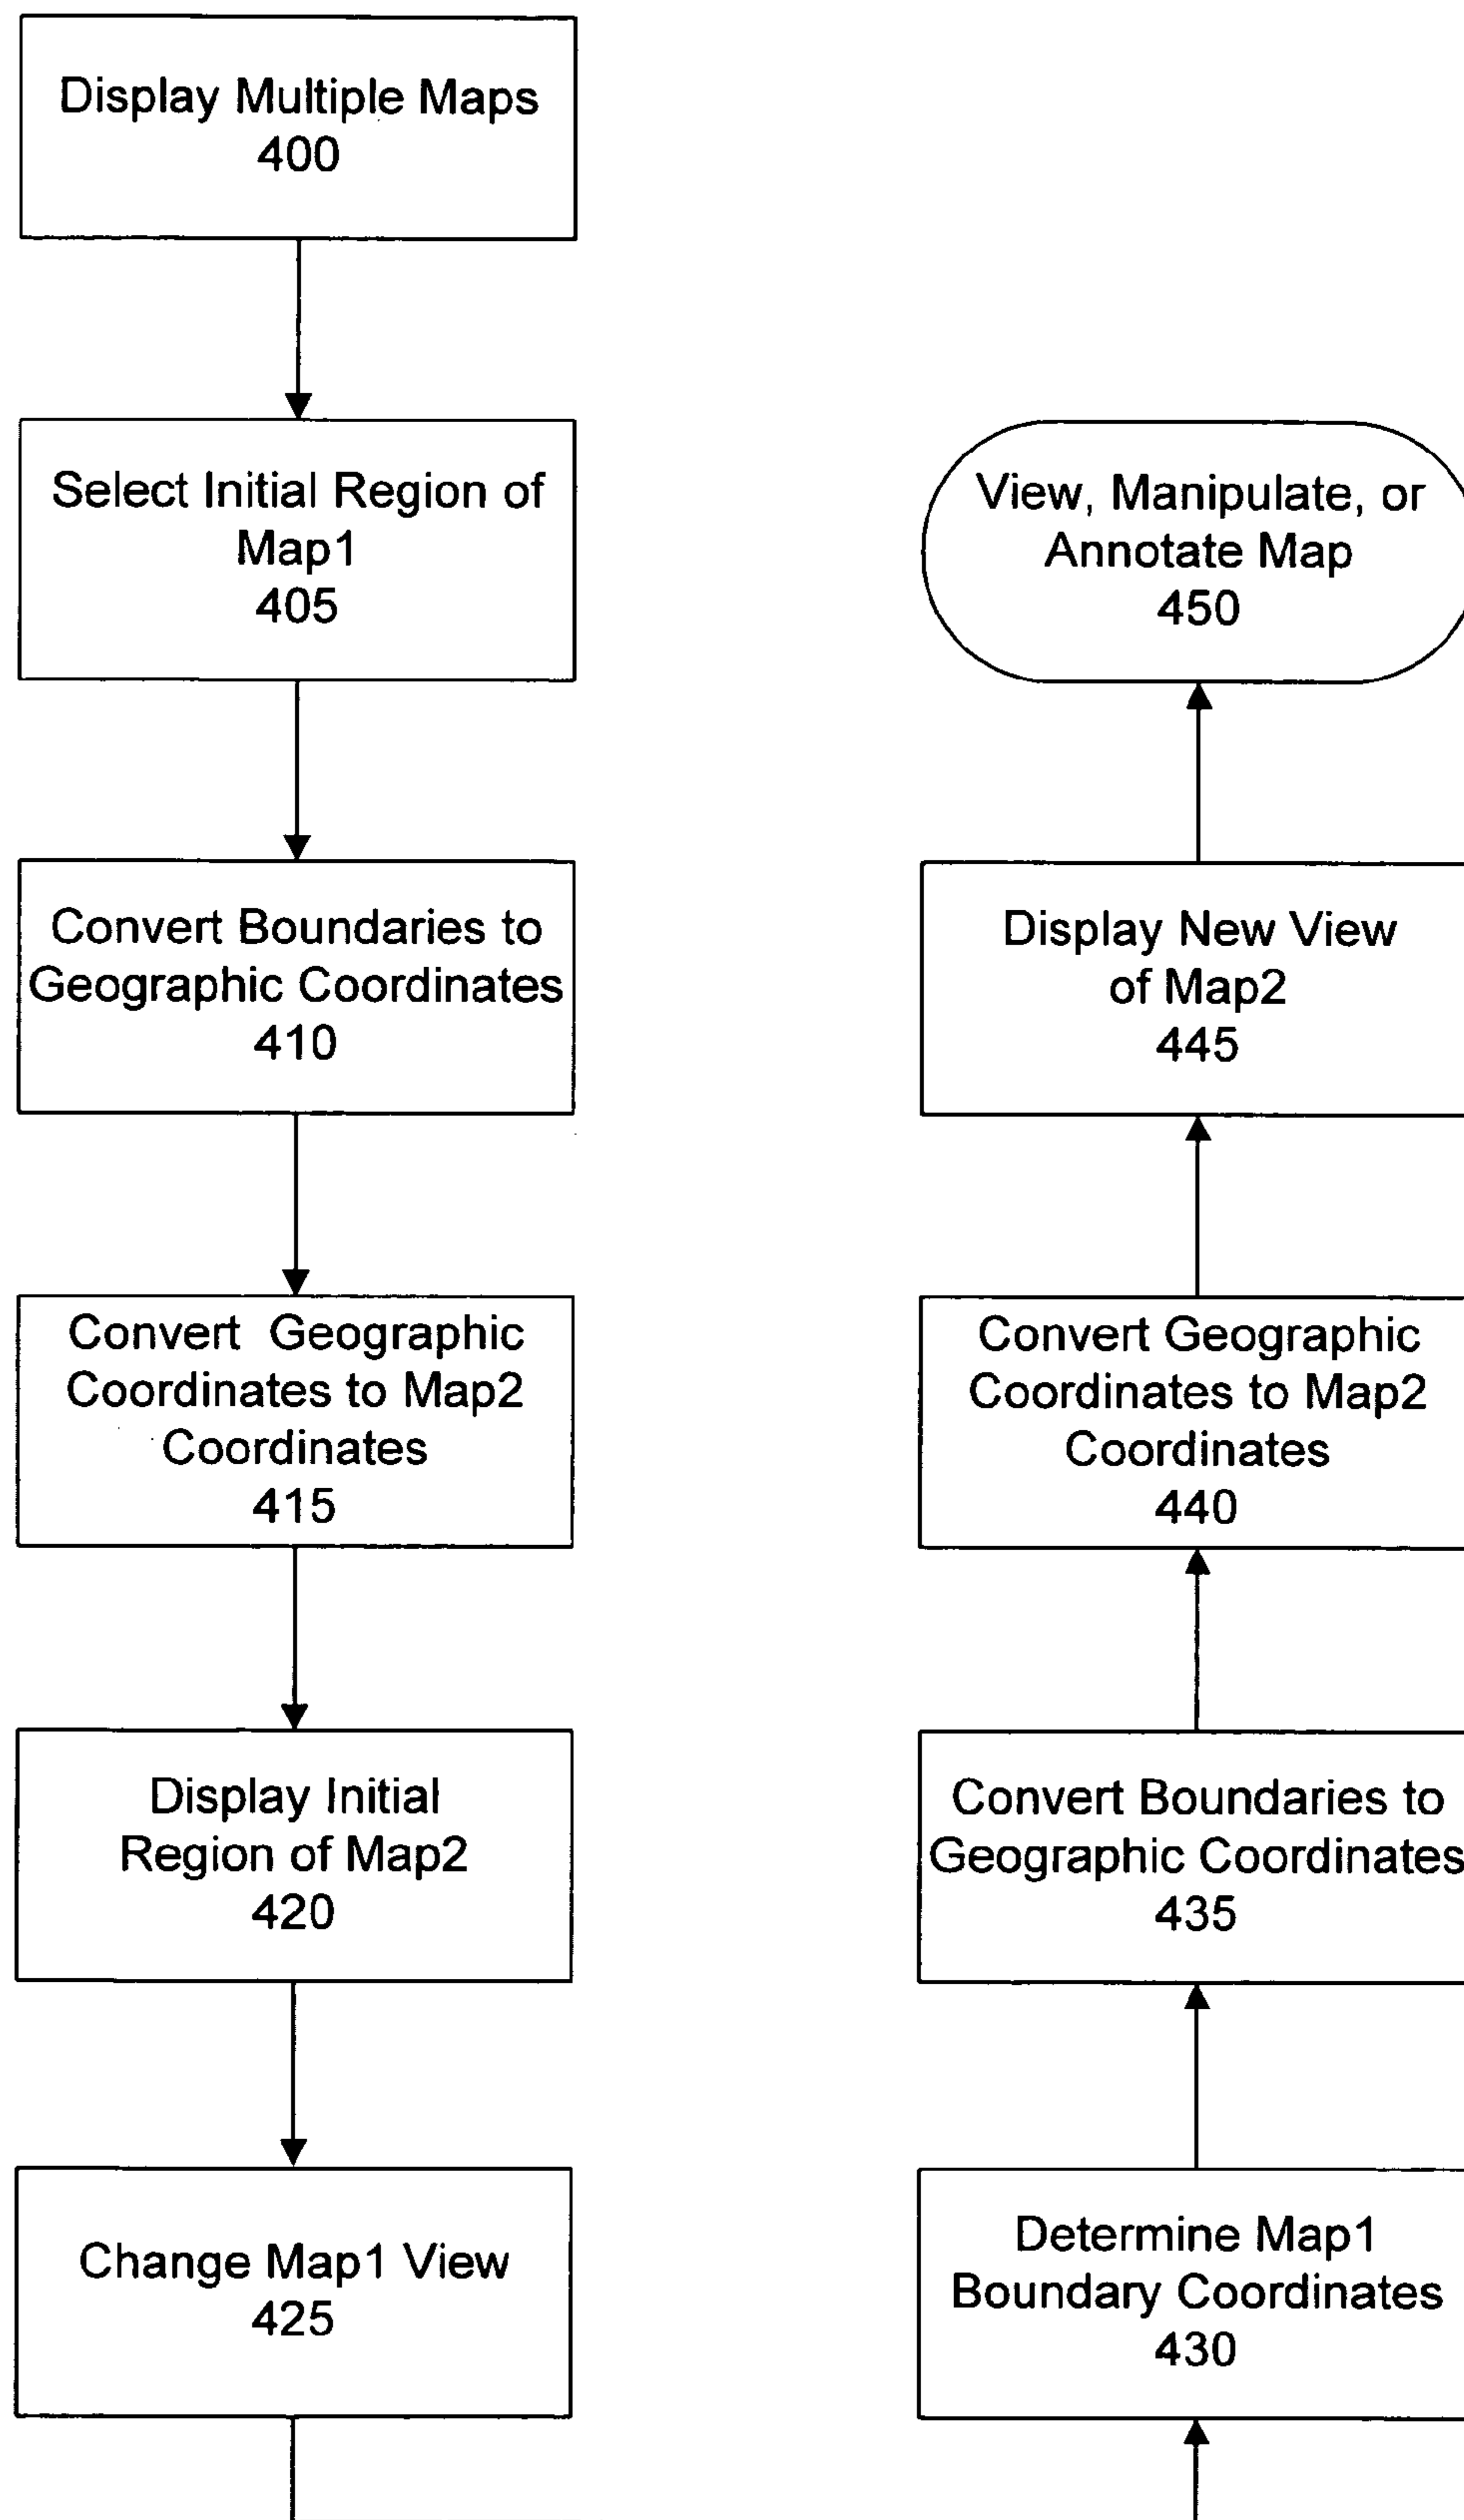 Display Multiple Maps
400
Select Initial Region of
Map1
405
Convert Boundaries to
Geographic Coordinates
410
Convert Geographic
Coordinates to Map2
Coordinates
415
Display Initial
Region of Map2
420
Change Map1 View
425
View, Manipulate, or
Annotate Map
450
Display New View
of Map2
445
Convert Geographic
Coordinates to Map2
Coordinates
440
Convert Boundaries to
Geographic Coordinates
435
Determine Map1
Boundary Coordinates
430